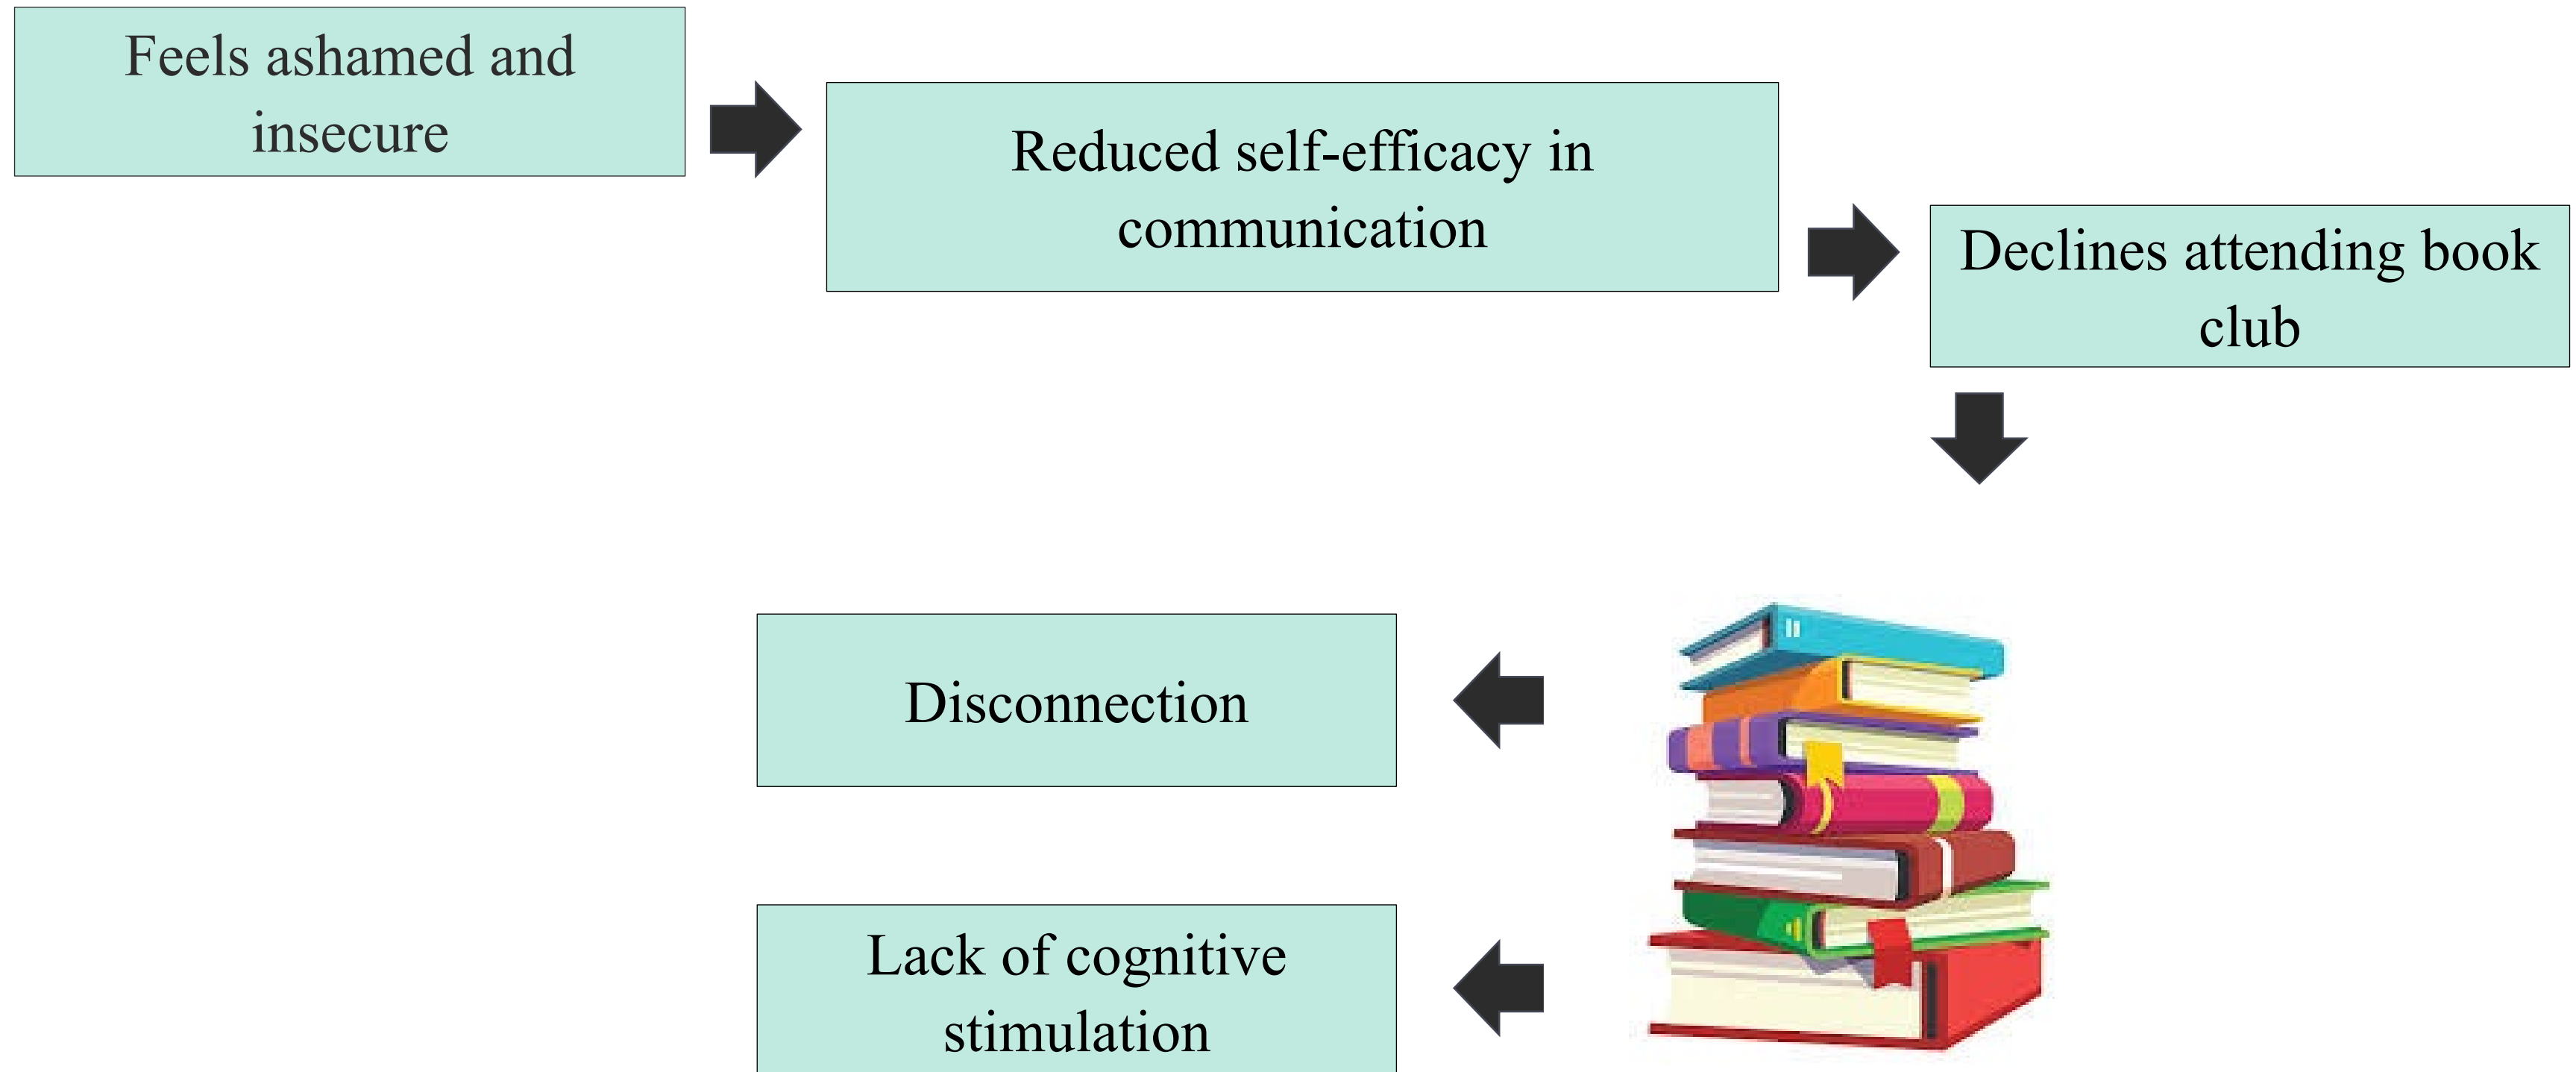 Feels ashamed and
insecure
Reduced self-efficacy in
communication
Declines attending book
club
Disconnection
Lack of cognitive
stimulation